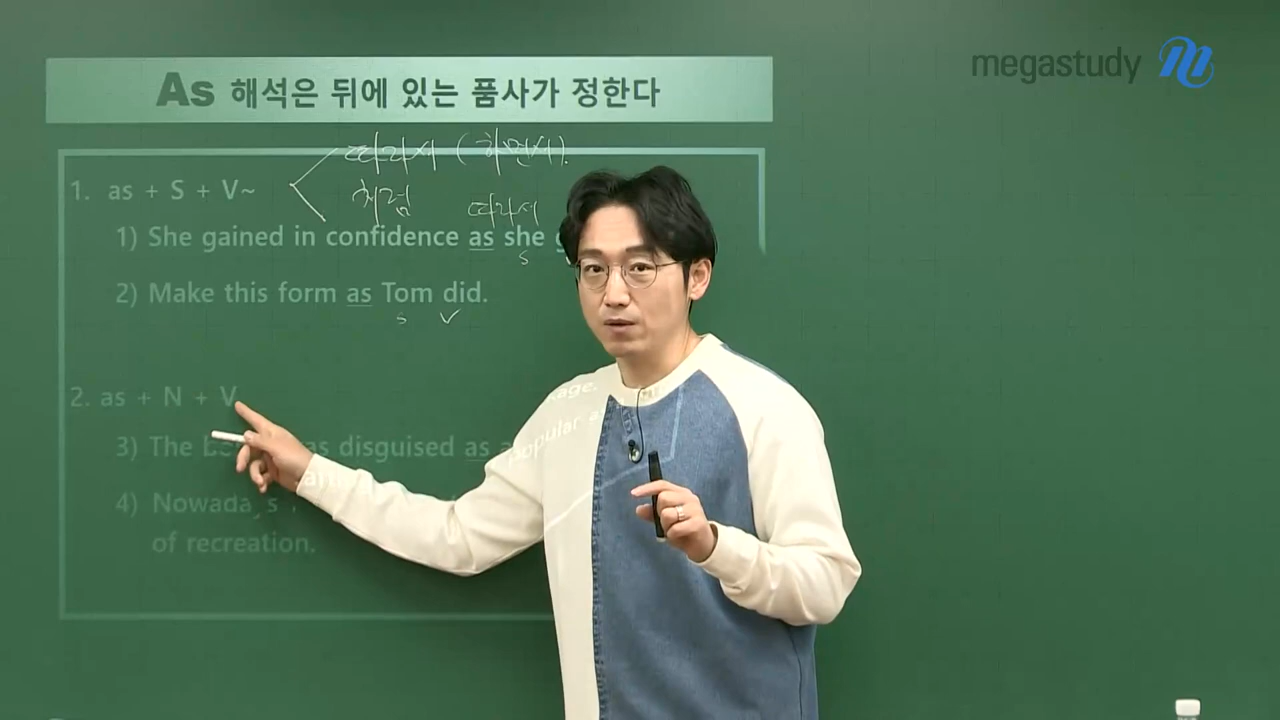 megastudy
As 해석은 뒤에 있는 품사가 정한다
따라서 (하면서).
1. as + S + V~
처럼 따라서
1) She gained in confidence as she
S
2) Make this form as Tom did.
S
2. as + N + V
3) The as disguised as
popular
4) Nowada s
of recreation.